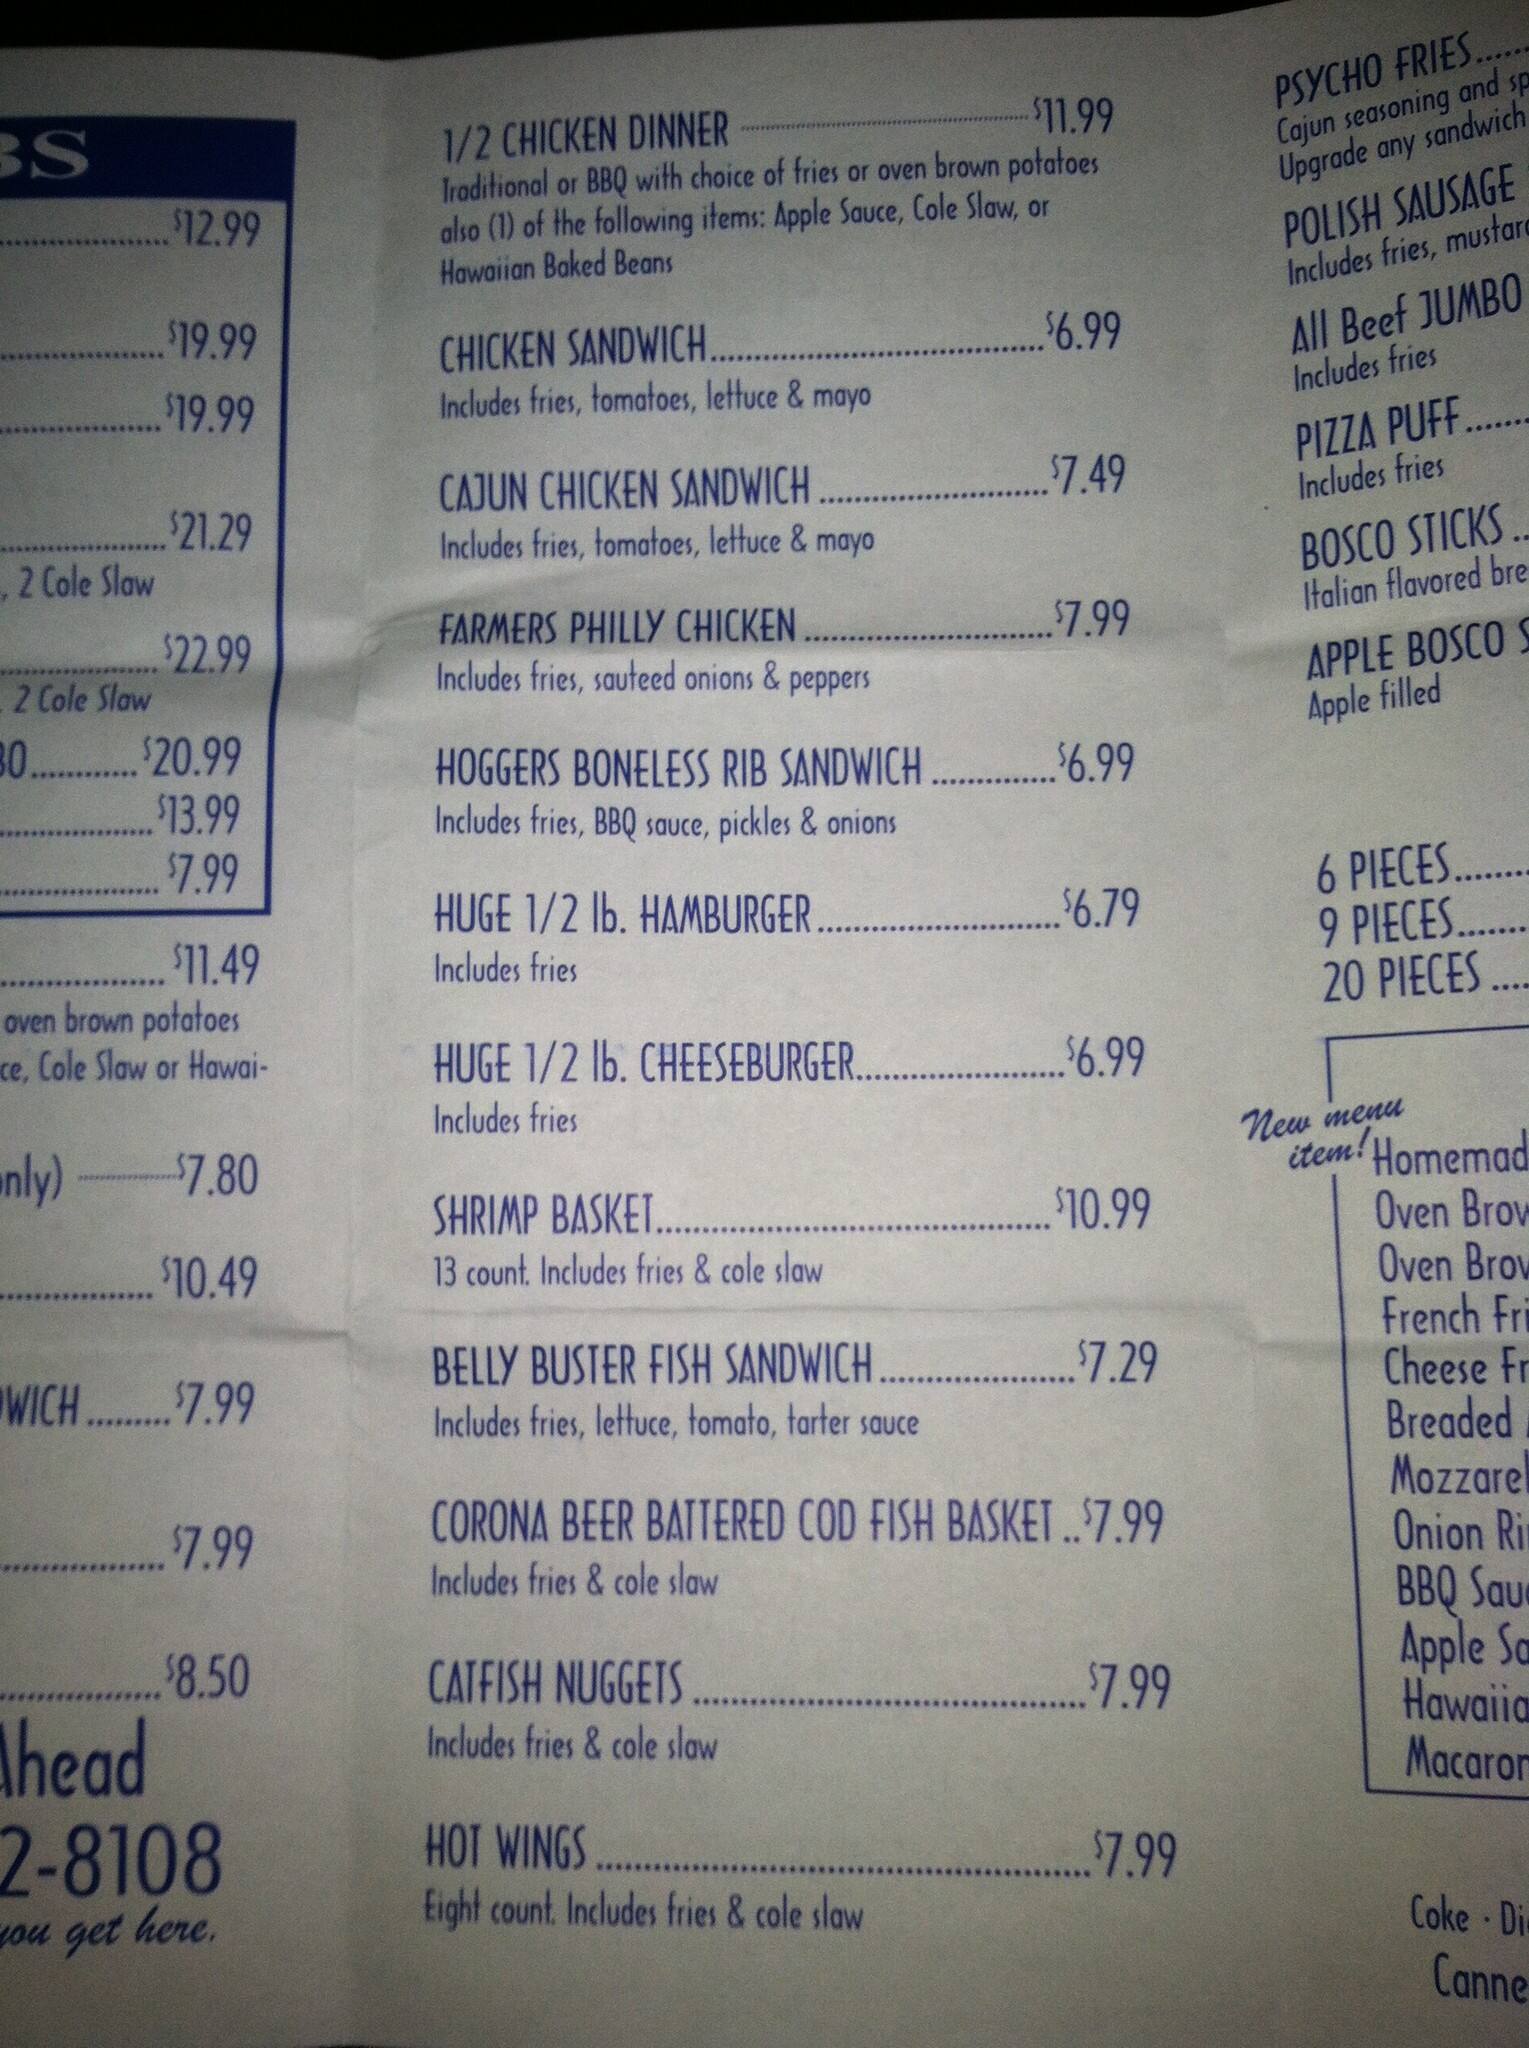 $12.99
$19.99
$19.99
$21.29
, 2 Cole Slaw
$22.99
2 Cole Slaw
$20.99
$13.99
$7.99
$11.49
oven brown potatoes
Cole Slaw or Hawai-
$7.80
$10.49
$7.99
$7.99
$8.50
Ahead
2-8108
you get here.
1/2 CHICKEN DINNER $11.99
Traditional or BBQ with choice of fries or oven brown potatoes
also (1) of the following items: Apple Sauce, Cole Slaw, or
Hawaiian Baked Beans
CHICKEN SANDWICH $6.99
Includes fries, tomatoes, lettuce & mayo
CAJUN CHICKEN SANDWICH $7.49
Includes fries, tomatoes, lettuce & mayo
FARMERS PHILLY CHICKEN $7.99
Includes fries, sauteed onions & peppers
HOGGERS BONELESS RIB SANDWICH $6.99
Includes fries, BBQ sauce, pickles & onions
HUGE 1/2 lb. HAMBURGER $6.79
Includes fries
HUGE 1/2 lb. CHEESEBURGER $6.99
Includes fries
SHRIMP BASKET $10.99
13 count. Includes fries & cole slaw
BELLY BUSTER FISH SANDWICH $7.29
Includes fries, lettuce, tomato, tarter sauce
CORONA BEER BATTERED COD FISH BASKET $7.99
Includes fries & cole slaw
CATFISH NUGGETS $7.99
Includes fries & cole slaw
HOT WINGS $7.99
Eight count. Includes fries & cole slaw
PSYCHO FRIES
Cajun seasoning and
Upgrade any sandwich
POLISH SAUSAGE
Includes fries,
All Beef JUMBO
Includes fries
PIZZA PUFF
Includes fries
BOSCO STICKS
Italian flavored
APPLE BOSCO
Apple filled
6 PIECES
9 PIECES
20 PIECES
New menu
item!
Oven
Oven
French
Cheese
Breaded
Onion
BBQ
Apple
Coke ·